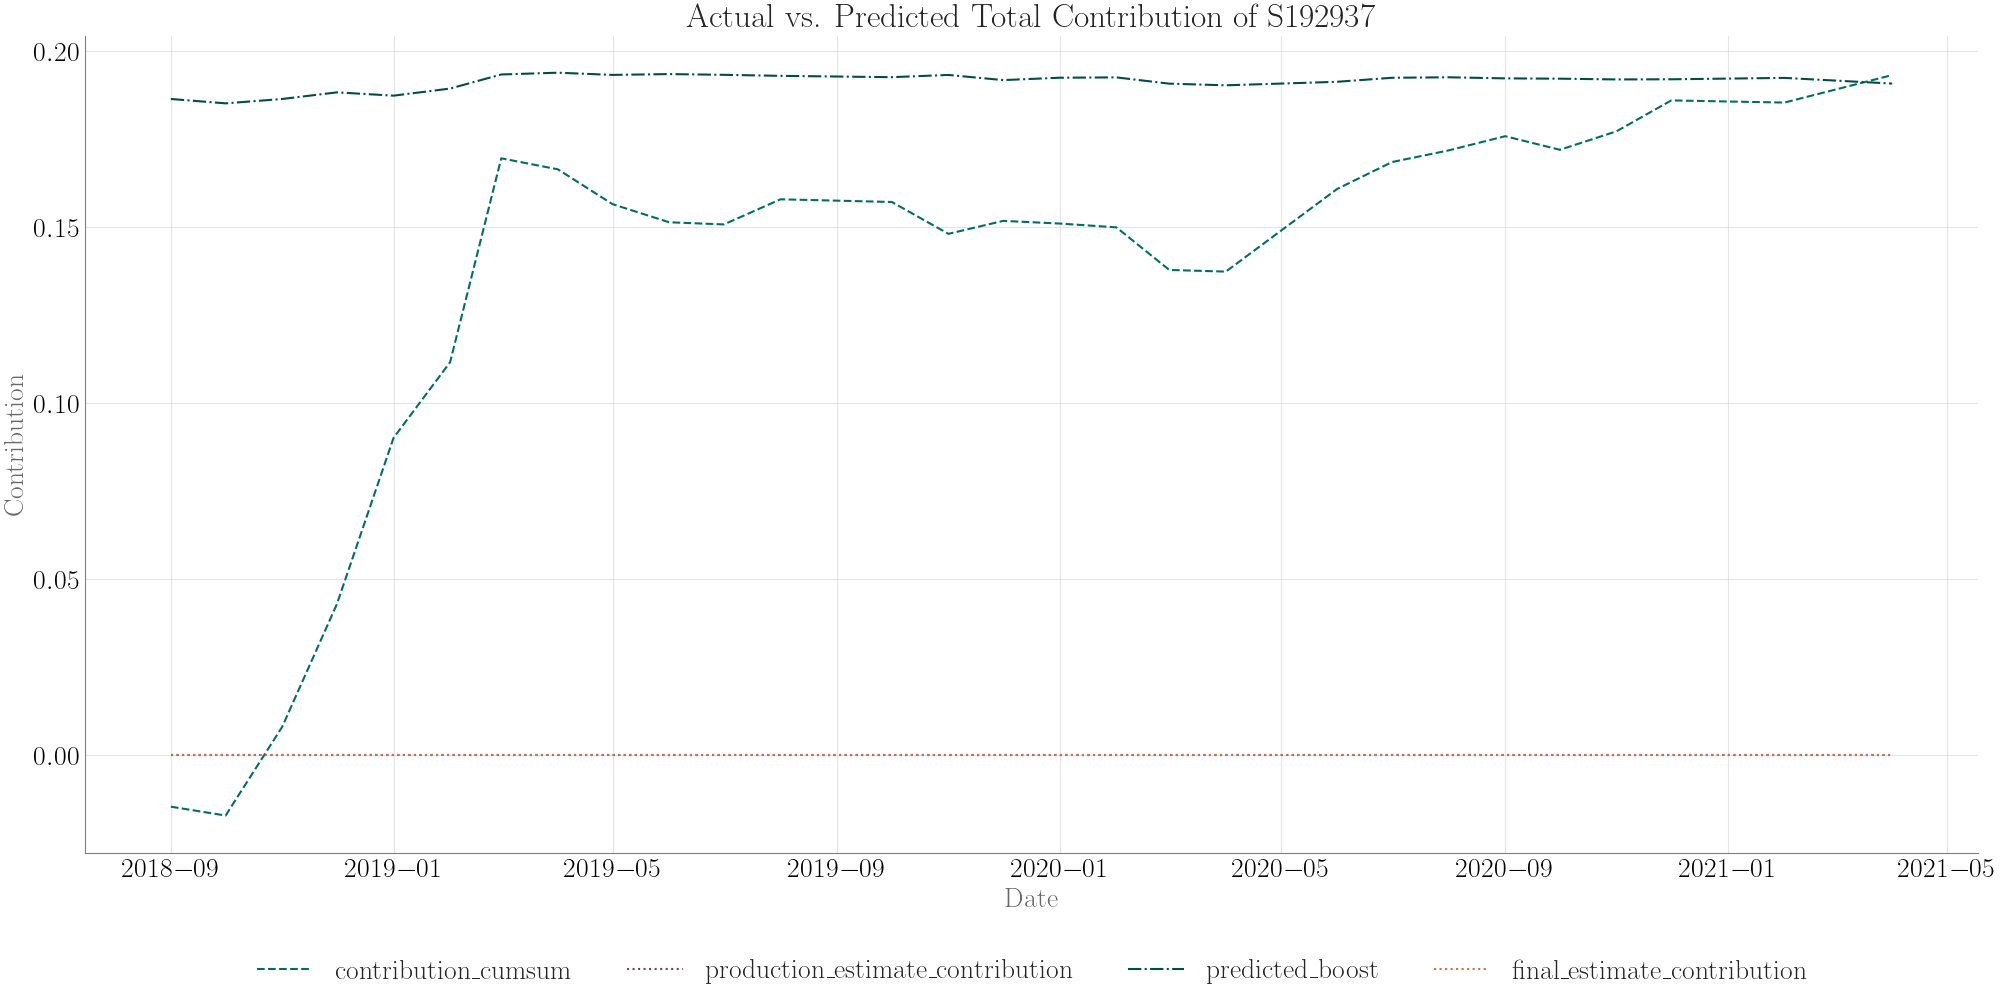 Actual vs. Predicted Total Contribution of S192937
Contribution
0.20
0.15
0.10
0.05
0.00
2018–09 2019–01 2019–05 2019–09 2020–01 2020–05 2020–09 2021–01 2021–05
Date
contribution_cumsum production_estimate_contribution predicted_boost final_estimate_contribution